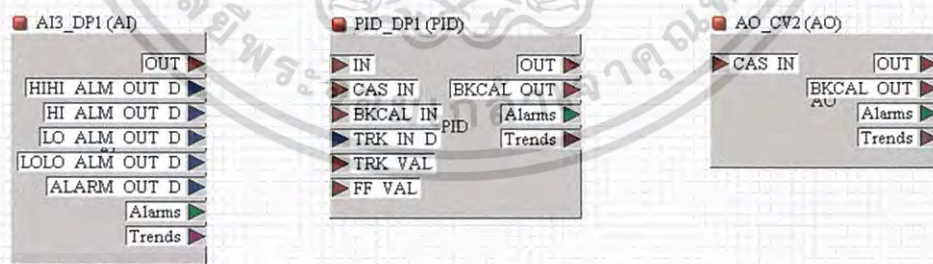 AI3_DP1 (AI)
OUT
HIHI ALM OUT D
HI ALM OUT D
LO ALM OUT D
LOLO ALM OUT D
ALARM OUT D
Alarms
Trends
PID_DP1 (PID)
IN
CAS IN
BKCAL IN
TRK IN D
TRK VAL
FF VAL
PID
OUT
BKCAL OUT
Alarms
Trends
AO_CV2 (AO)
CAS IN
OUT
BKCAL OUT
AO
Alarms
Trends